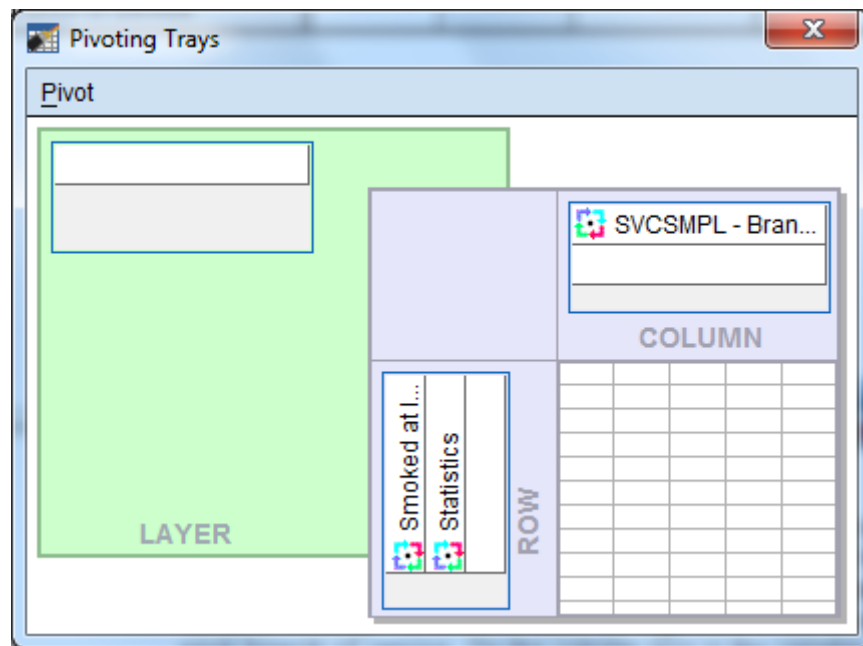 Pivoting Trays
Pivot
SVCSMPL - Bran...
COLUMN
Smoked at l...
Statistics
ROW
LAYER